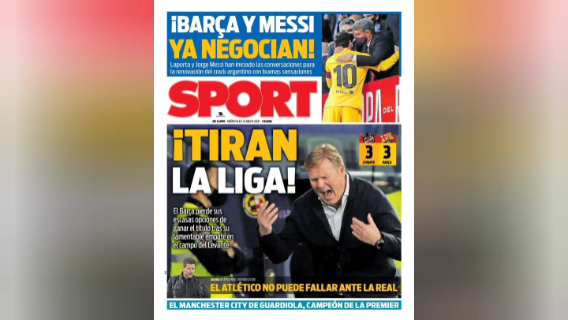 ¡BARÇA Y MESSI
YA NEGOCIAN!
Laporta y Jorge Messi han iniciado las conversaciones para
la renovación del crack argentino con buenas sensaciones
10
SPORT
¡TIRAN
LA LIGA!
3 3
LEVANTE BARÇA
El Barça pierde sus
escasas opciones de
ganar el título tras su
lamentable empate en
el campo del Levante
EL ATLÉTICO NO PUEDE FALLAR ANTE LA REAL
EL MANCHESTER CITY DE GUARDIOLA, CAMPEÓN DE LA PREMIER